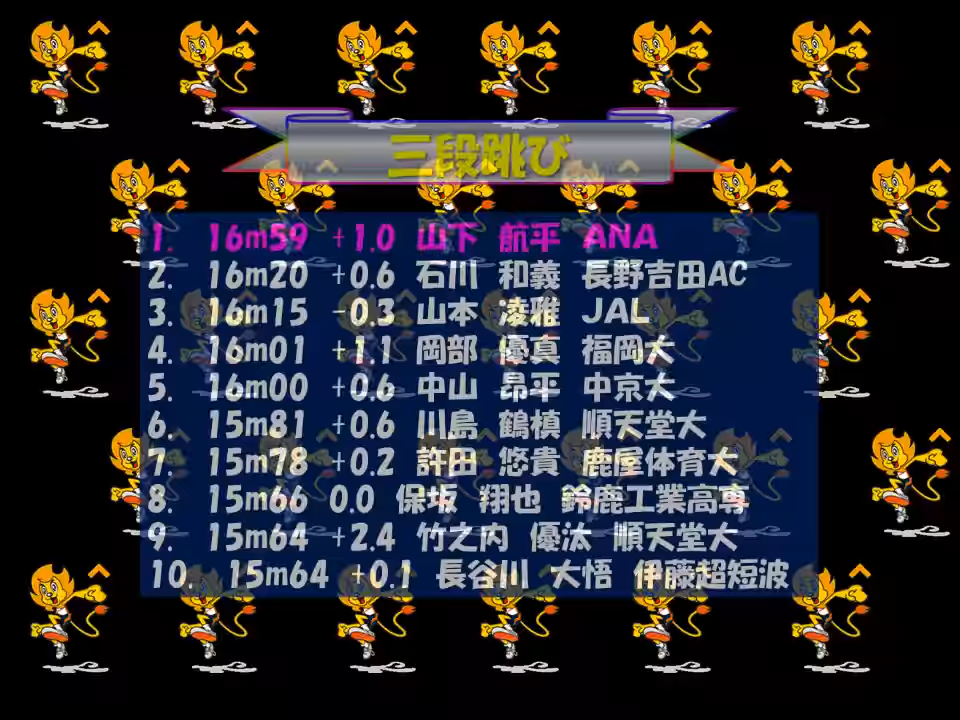 三段跳び
1. 16m59 +1.0 山下 航平 ANA
2. 16m20 +0.6 石川 和義 長野吉田AC
3. 16m15 -0.3 山本 凌雅 JAL
4. 16m01 +1.1 岡部 優真 福岡大
5. 16m00 +0.6 中山 昂平 中京大
6. 15m81 +0.6 川島 鶴槙 順天堂大
7. 15m78 +0.2 許田 悠貴 鹿屋体育大
8. 15m66 0.0 保坂 翔也 鈴鹿工業高専
9. 15m64 +2.4 竹之内 優汰 順天堂大
10. 15m64 +0.1 長谷川 大悟 伊藤超短波